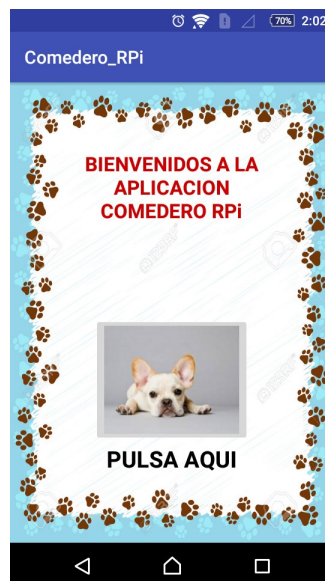 70% 2:02
Comedero_RPi
BIENVENIDOS A LA
APLICACION
COMEDERO RPi
PULSA AQUI